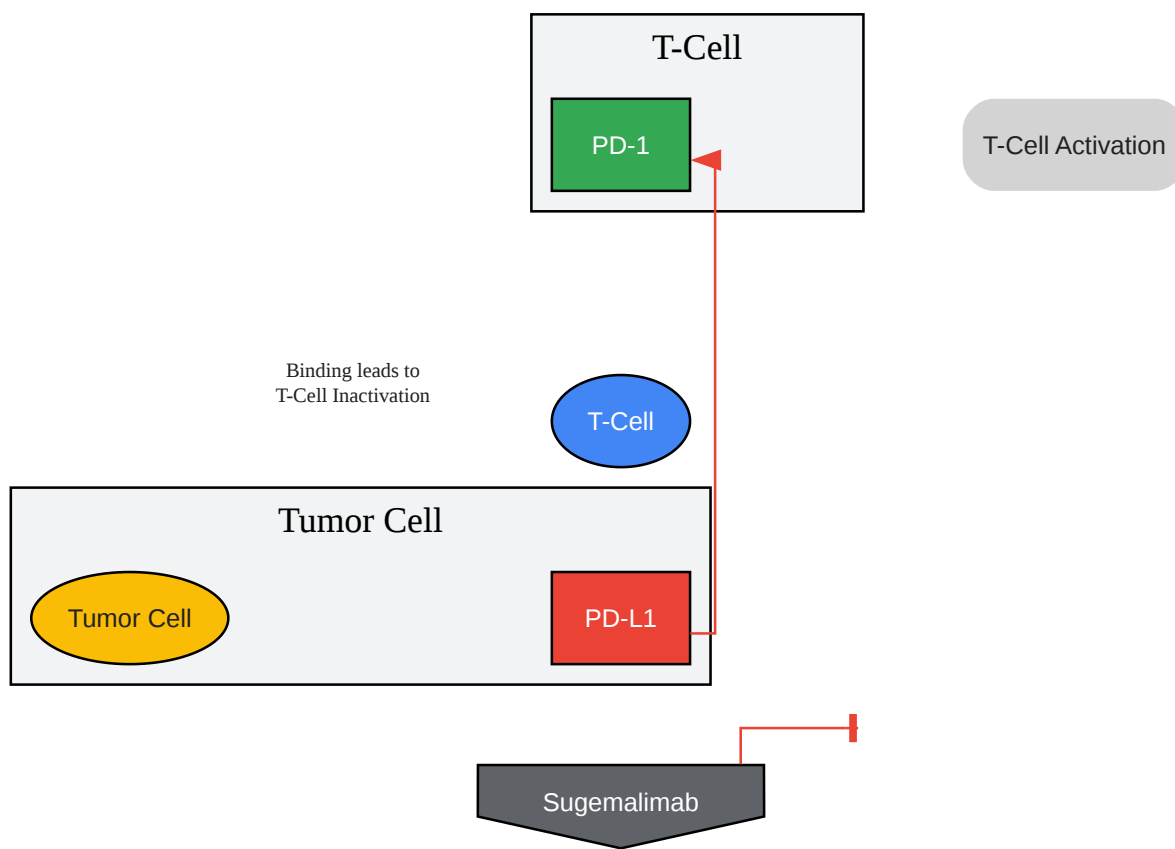 T-Cell
PD-1
T-Cell Activation
Binding leads to
T-Cell Inactivation
T-Cell
Tumor Cell
Tumor Cell
PD-L1
Sugemalimab